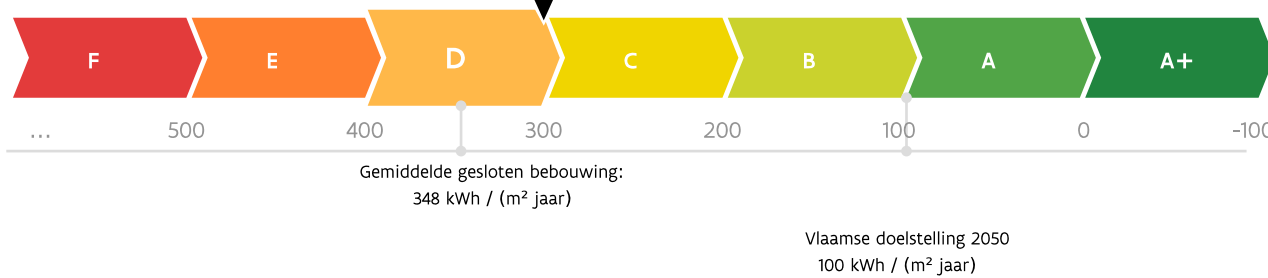 F E D C B A A+
... 500 400 300 200 100 0 -100
Gemiddelde gesloten bebouwing:
348 kWh / (m² jaar)
Vlaamse doelstelling 2050
100 kWh / (m² jaar)